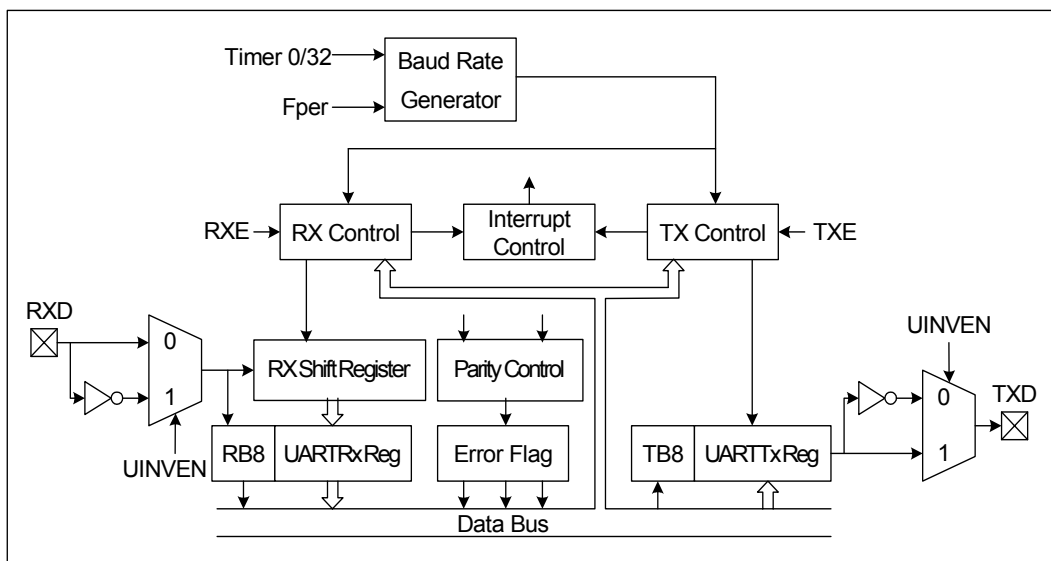 Timer 0/32
Fper
Baud Rate
Generator
RXE
RX Control
Interrupt
Control
TX Control
TXE
RXD
0
1
UINVEN
RX Shift Register
Parity Control
UINVEN
0
1
TXD
RB8
UARTRx Reg
Error Flag
TB8
UARTTx Reg
Data Bus